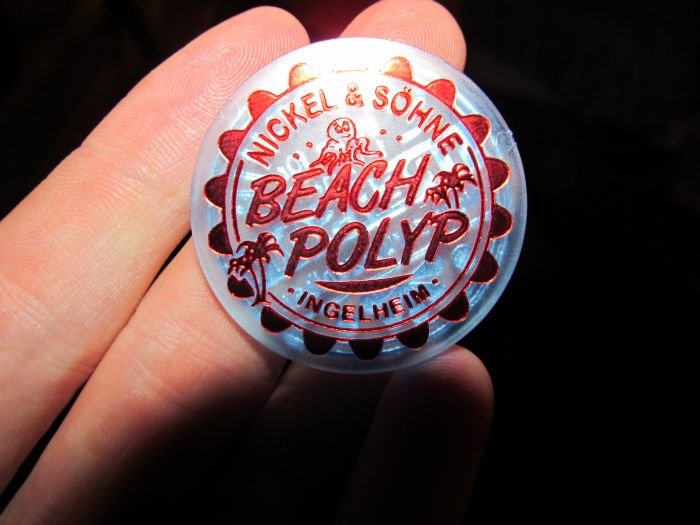 NICKEL & SÖHNE
BEACH
POLYP
· INGELHEIM ·